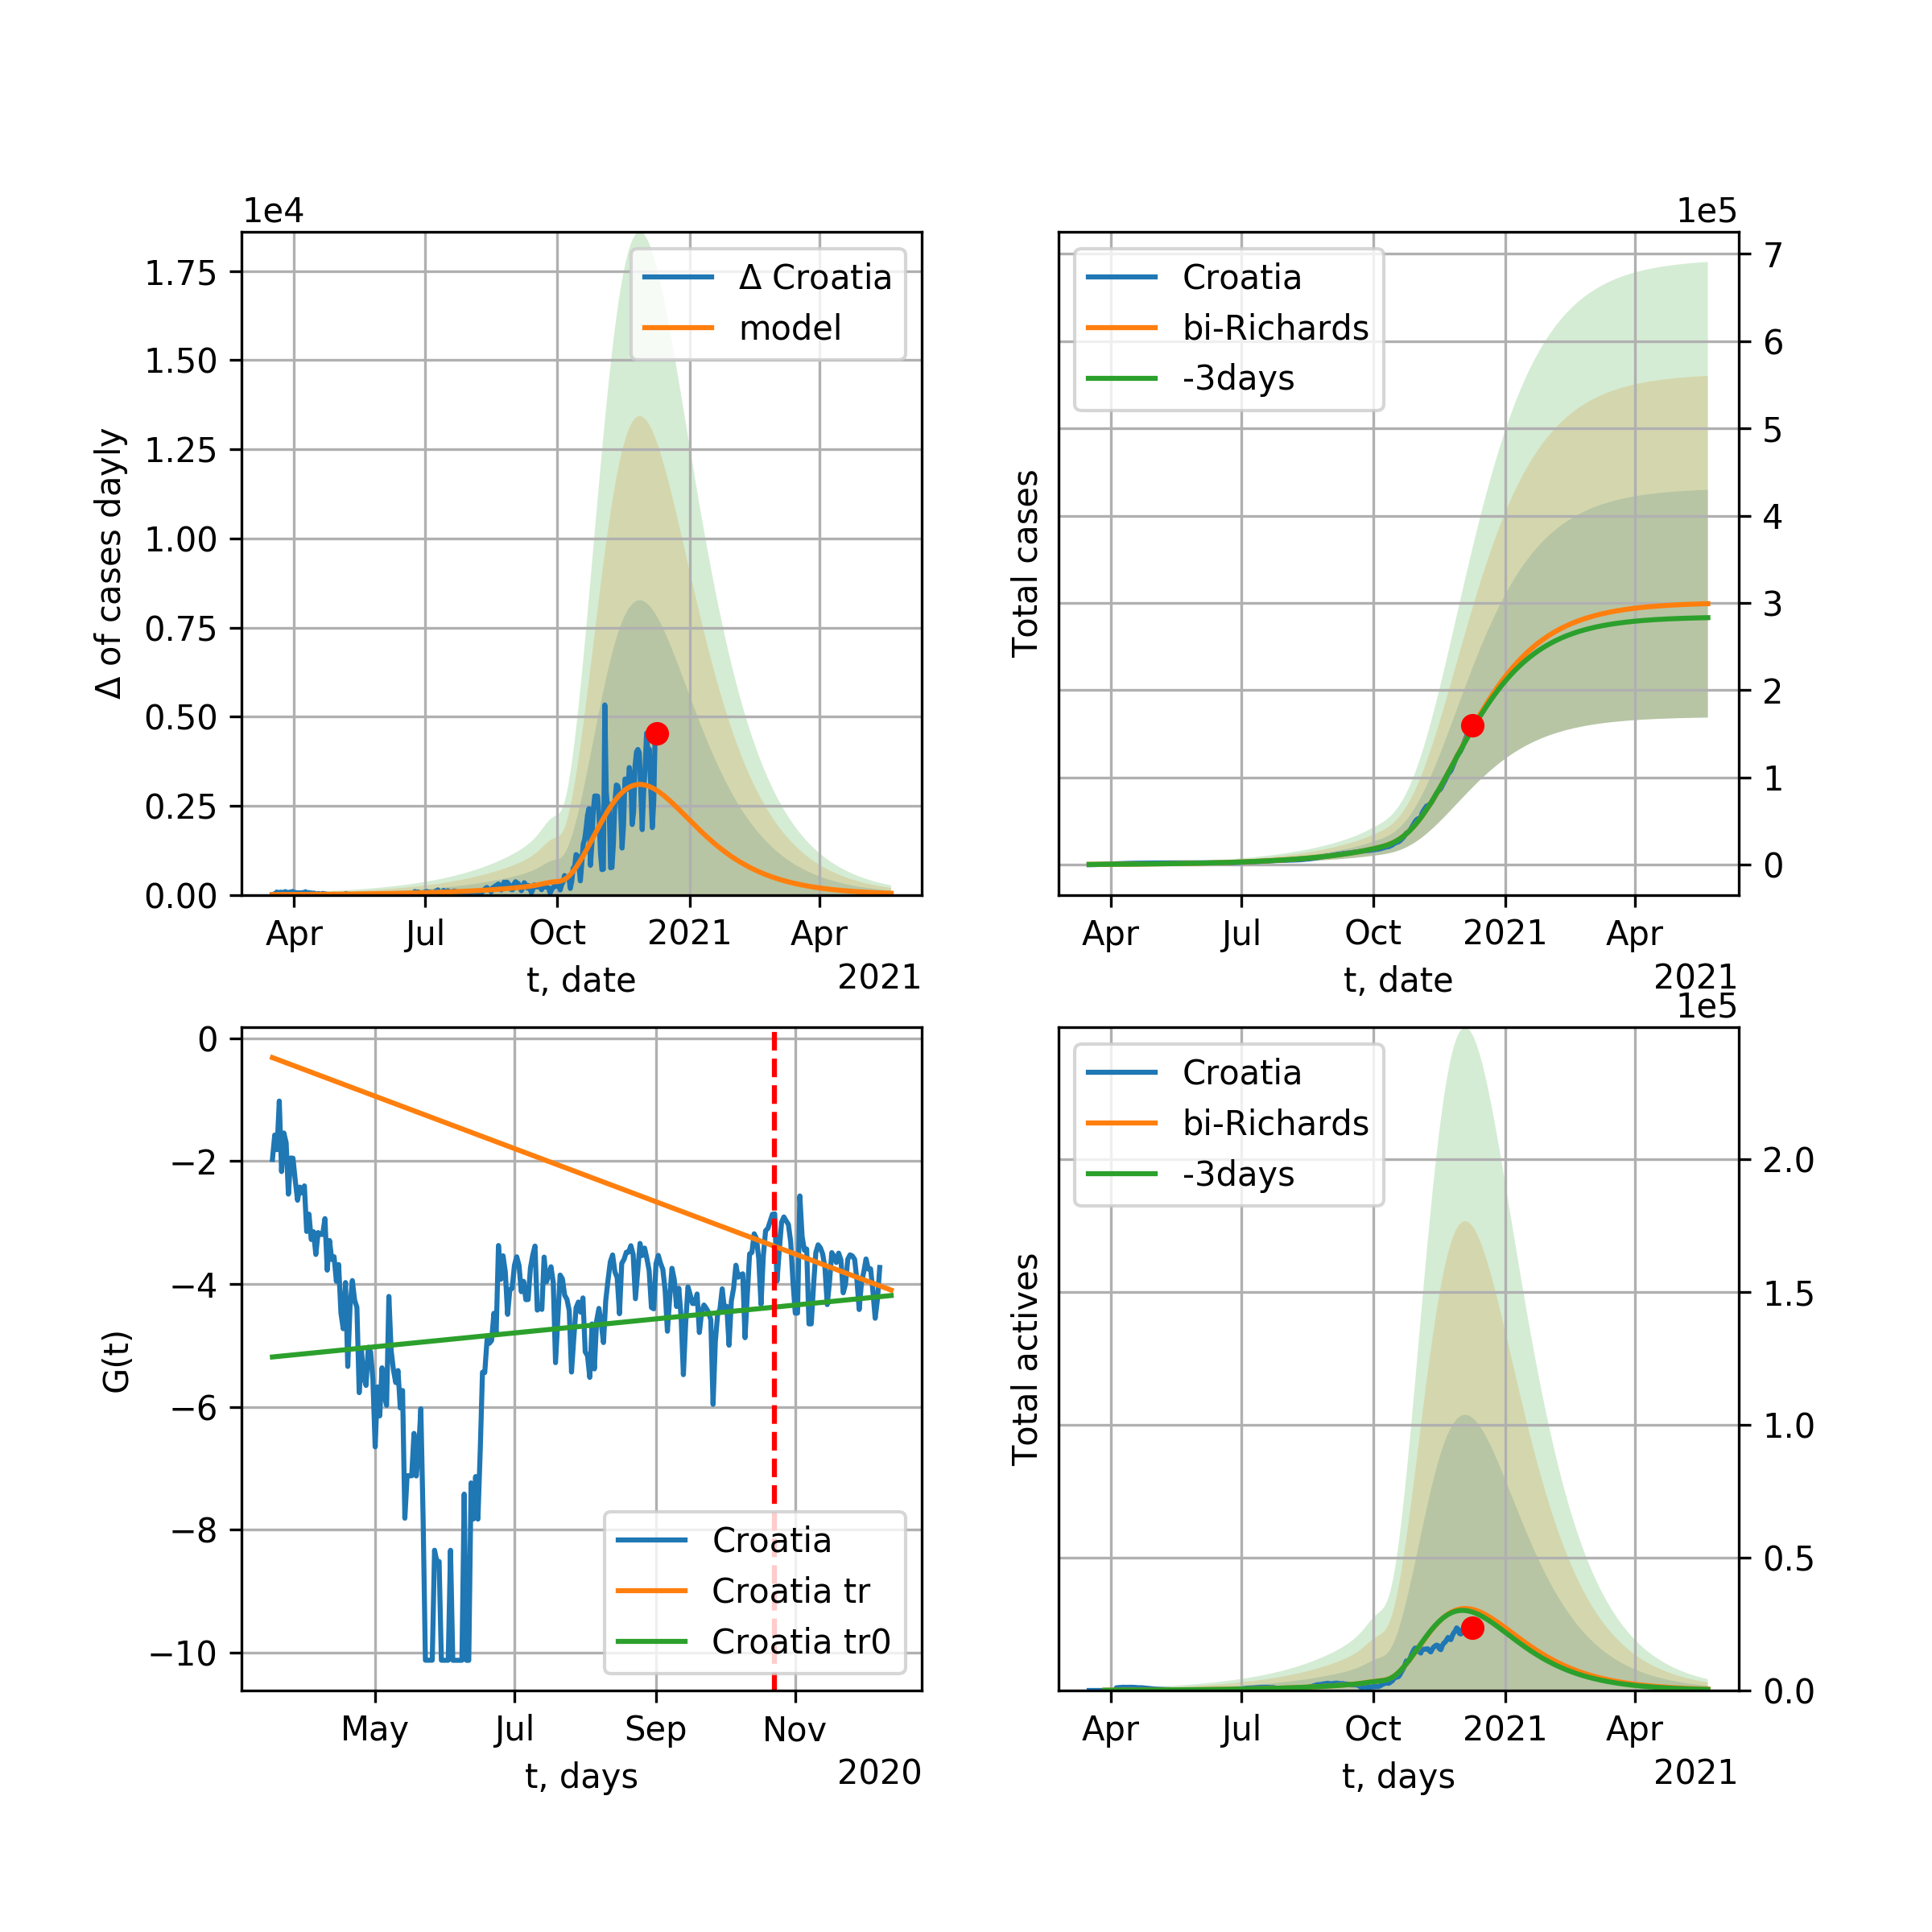 1e4
Δ of cases dayly
1.75
1.50
1.25
1.00
0.75
0.50
0.25
0.00
Δ Croatia
model
Apr
Jul
Oct
2021
Apr
t, date
2021
1e5
Total cases
Croatia
bi-Richards
-3days
7
6
5
4
3
2
1
0
Apr
Jul
Oct
2021
Apr
t, date
2021
G(t)
0
−2
−4
−6
−8
−10
Croatia
Croatia tr
Croatia tr0
May
Jul
Sep
Nov
t, days
2020
1e5
Total actives
Croatia
bi-Richards
-3days
2.0
1.5
1.0
0.5
0.0
Apr
Jul
Oct
2021
Apr
t, days
2021